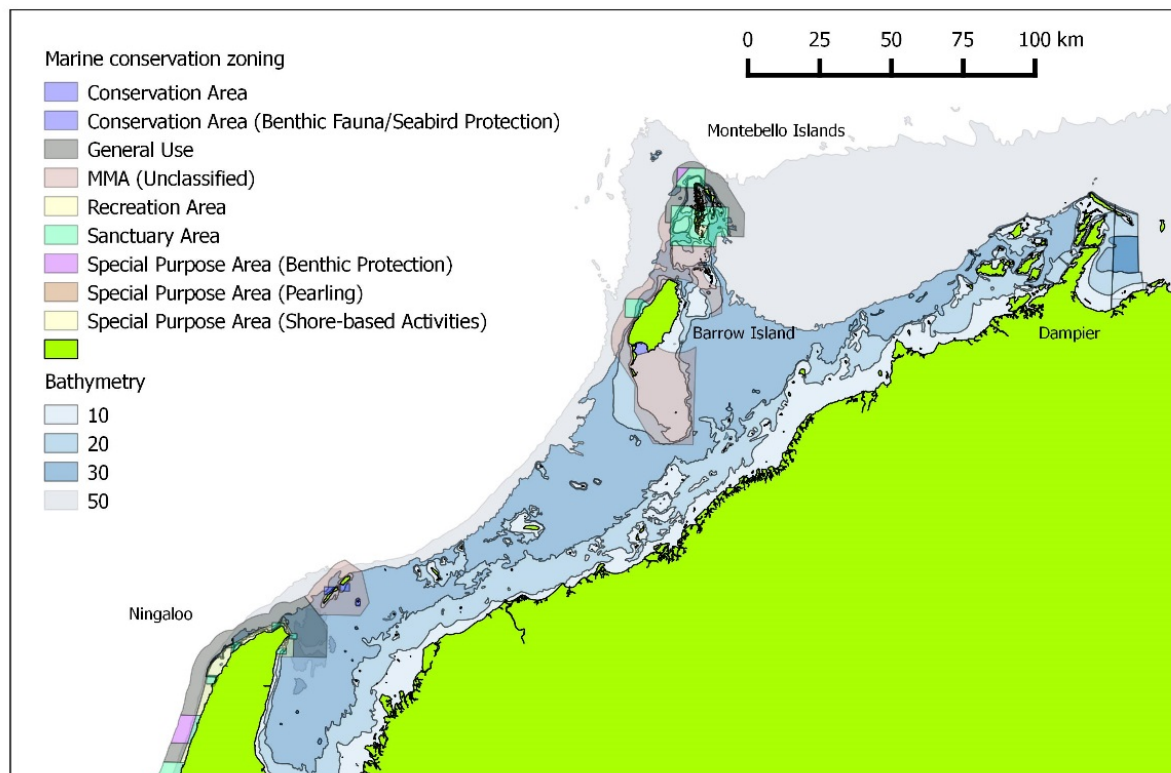 Marine conservation zoning
Conservation Area
Conservation Area (Benthic Fauna/Seabird Protection)
General Use
MMA (Unclassified)
Recreation Area
Sanctuary Area
Special Purpose Area (Benthic Protection)
Special Purpose Area (Pearling)
Special Purpose Area (Shore-based Activities)
Bathymetry
10
20
30
50
0 25 50 75 100 km
Montebello Islands
Barrow Island
Dampier
Ningaloo